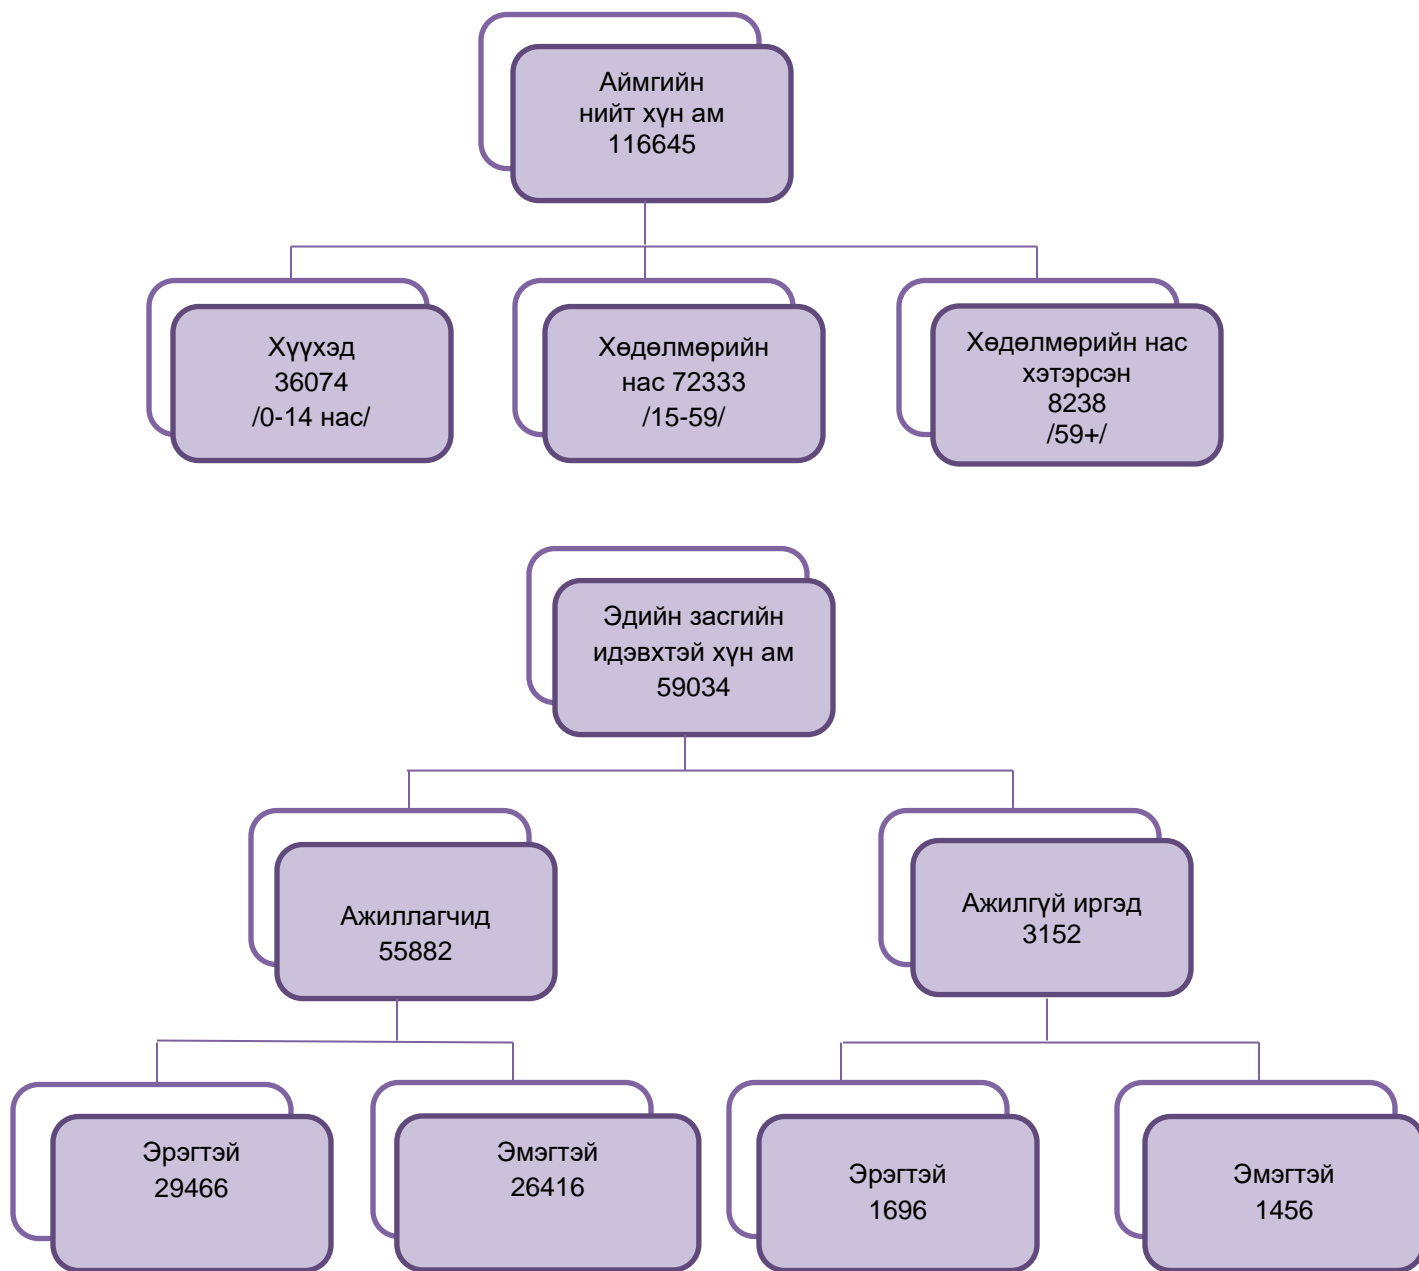 Аймгийн
нийт хүн ам
116645
Хүүхэд
36074
/0-14 нас/
Хөдөлмөрийн
нас 72333
/15-59/
Хөдөлмөрийн нас
хэтэрсэн
8238
/59+/
Эдийн засгийн
идэвхтэй хүн ам
59034
Ажиллагчид
55882
Ажилгүй иргэд
3152
Эрэгтэй
29466
Эмэгтэй
26416
Эрэгтэй
1696
Эмэгтэй
1456